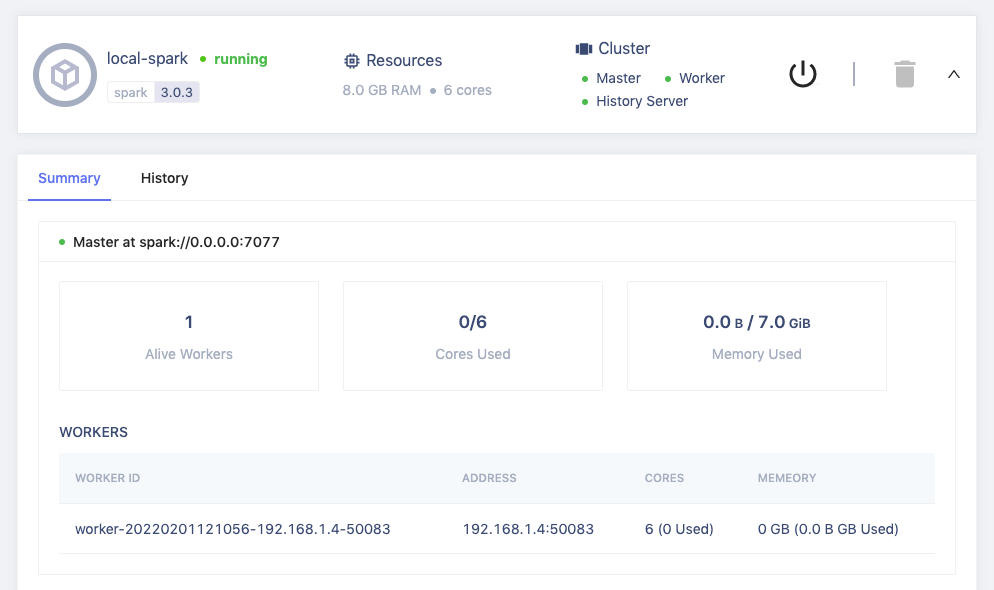 local-spark running
spark 3.0.3
Resources
8.0 GB RAM 6 cores
Cluster
Master Worker
History Server
Summary History
Master at spark://0.0.0.0:7077
1
Alive Workers
0/6
Cores Used
0.0 B / 7.0 GiB
Memory Used
WORKERS
WORKER ID ADDRESS CORES MEMEORY
worker-20220201121056-192.168.1.4-50083 192.168.1.4:50083 6 (0 Used) 0 GB (0.0 B GB Used)